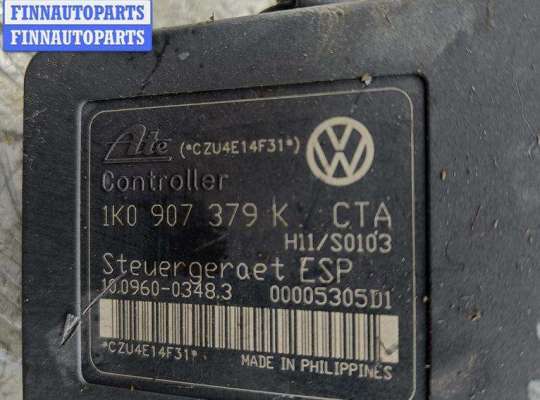 FINNAUTOPARTS
FINNAUTOPARTS
Ate (*CZU4E14F31*)
Controller
1K0 907 379 K CTA
H11/S0103
Steuergeraet ESP
10.0960-0348.3 00005305D1
*CZU4E14F31* MADE IN PHILIPPINES